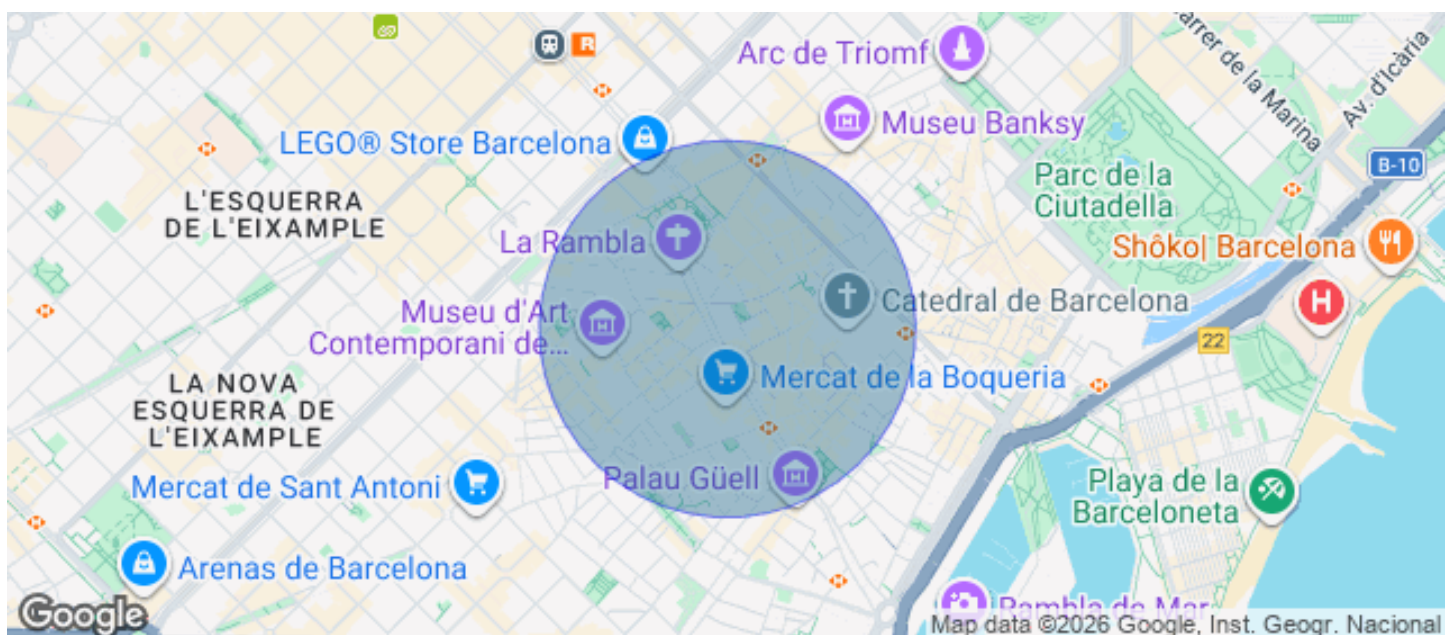 Arc de Triomf
arrer de la Marina
Av. d'Icària
R
LEGO® Store Barcelona
Museu Banksy
B-10
Parc de la
Ciutadella
L'ESQUERRA
DE L'EIXAMPLE
La Rambla
Shôko| Barcelona
Catedral de Barcelona
H
Museu d'Art
Contemporani de...
22
LA NOVA
ESQUERRA DE
L'EIXAMPLE
Mercat de la Boqueria
Palau Güell
Mercat de Sant Antoni
Playa de la
Barceloneta
Arenas de Barcelona
Rambla de Mar
Google
Map data ©2026 Google, Inst. Geogr. Nacional